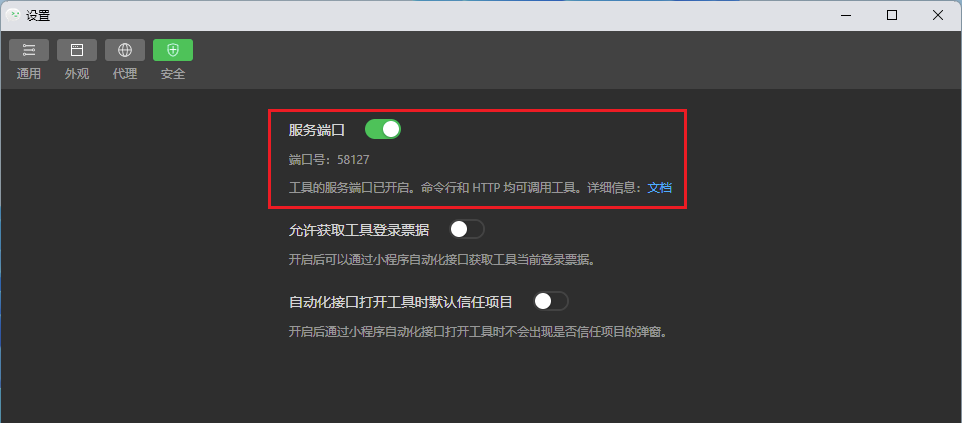 设置
通用 外观 代理 安全
服务端口
端口号：58127
工具的服务端口已开启。命令行和 HTTP 均可调用工具。详细信息：文档
允许获取工具登录票据
开启后可以通过小程序自动化接口获取工具当前登录票据。
自动化接口打开工具时默认信任项目
开启后通过小程序自动化接口打开工具时不会出现是否信任项目的弹窗。